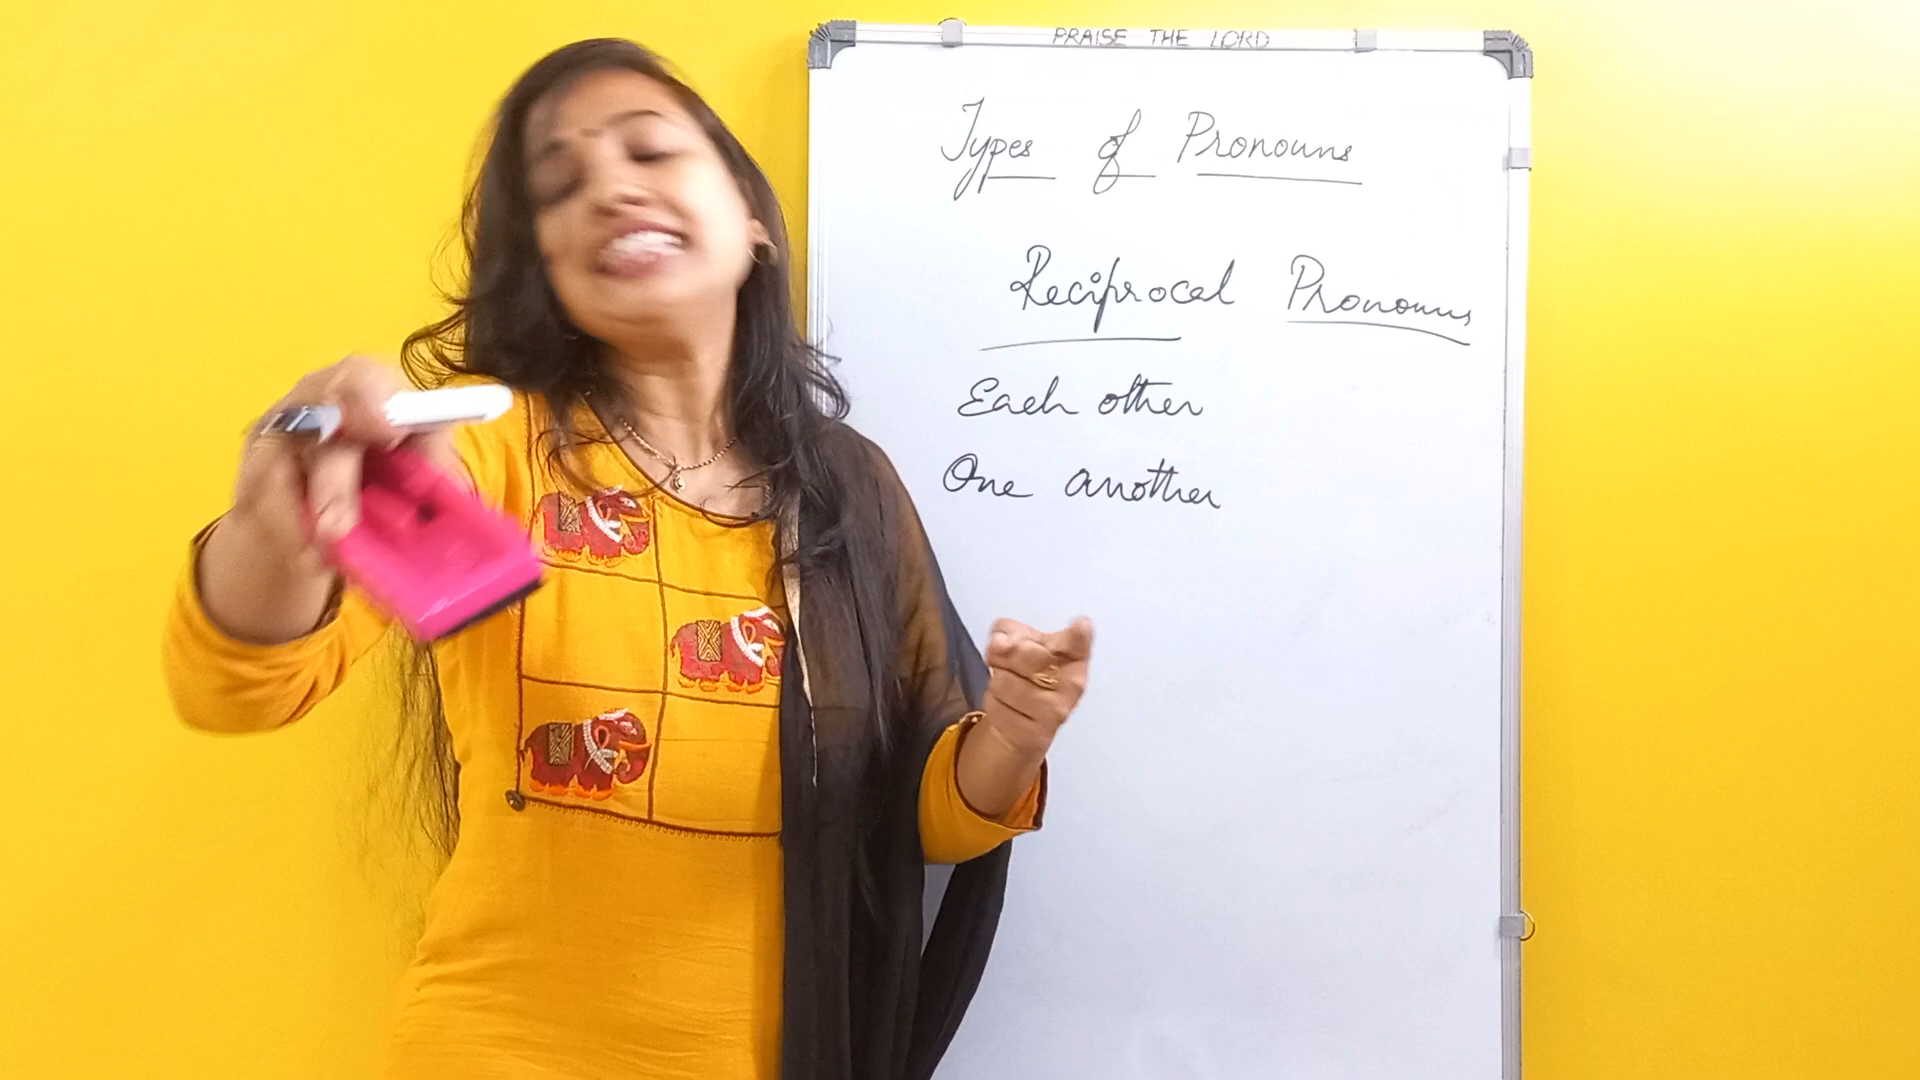 PRAISE THE LORD
Types of Pronouns
Reciprocal Pronouns
Each other
One another